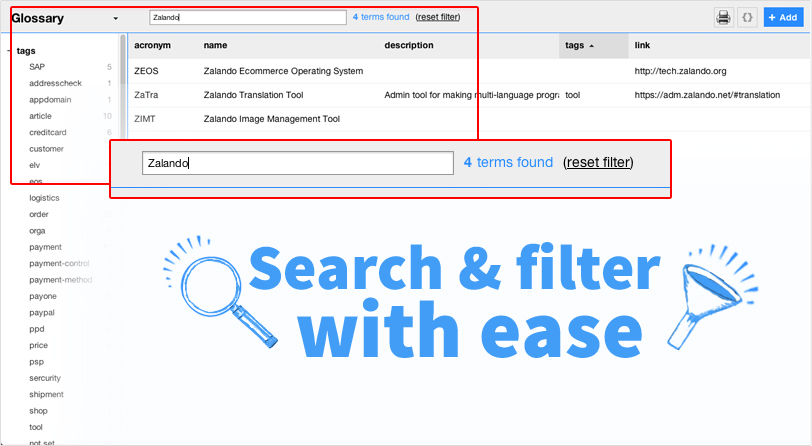 Glossary
Zalando
4 terms found (reset filter)
{}
+ Add
- tags
SAP 5
addresscheck 1
appdomain 1
article 10
creditcard 6
customer
elv
eos
logistics
order
orga
payment
payment-control
payment-method
payone
paypal
ppd
price
psp
sercurity
shipment
shop
tool
not set
acronym name description tags link
ZEOS Zalando Ecommerce Operating System http://tech.zalando.org
ZaTra Zalando Translation Tool Admin tool for making multi-language progra tool https://adm.zalando.net/#translation
ZIMT Zalando Image Management Tool
Zalando
4 terms found (reset filter)
Search & filter
with ease